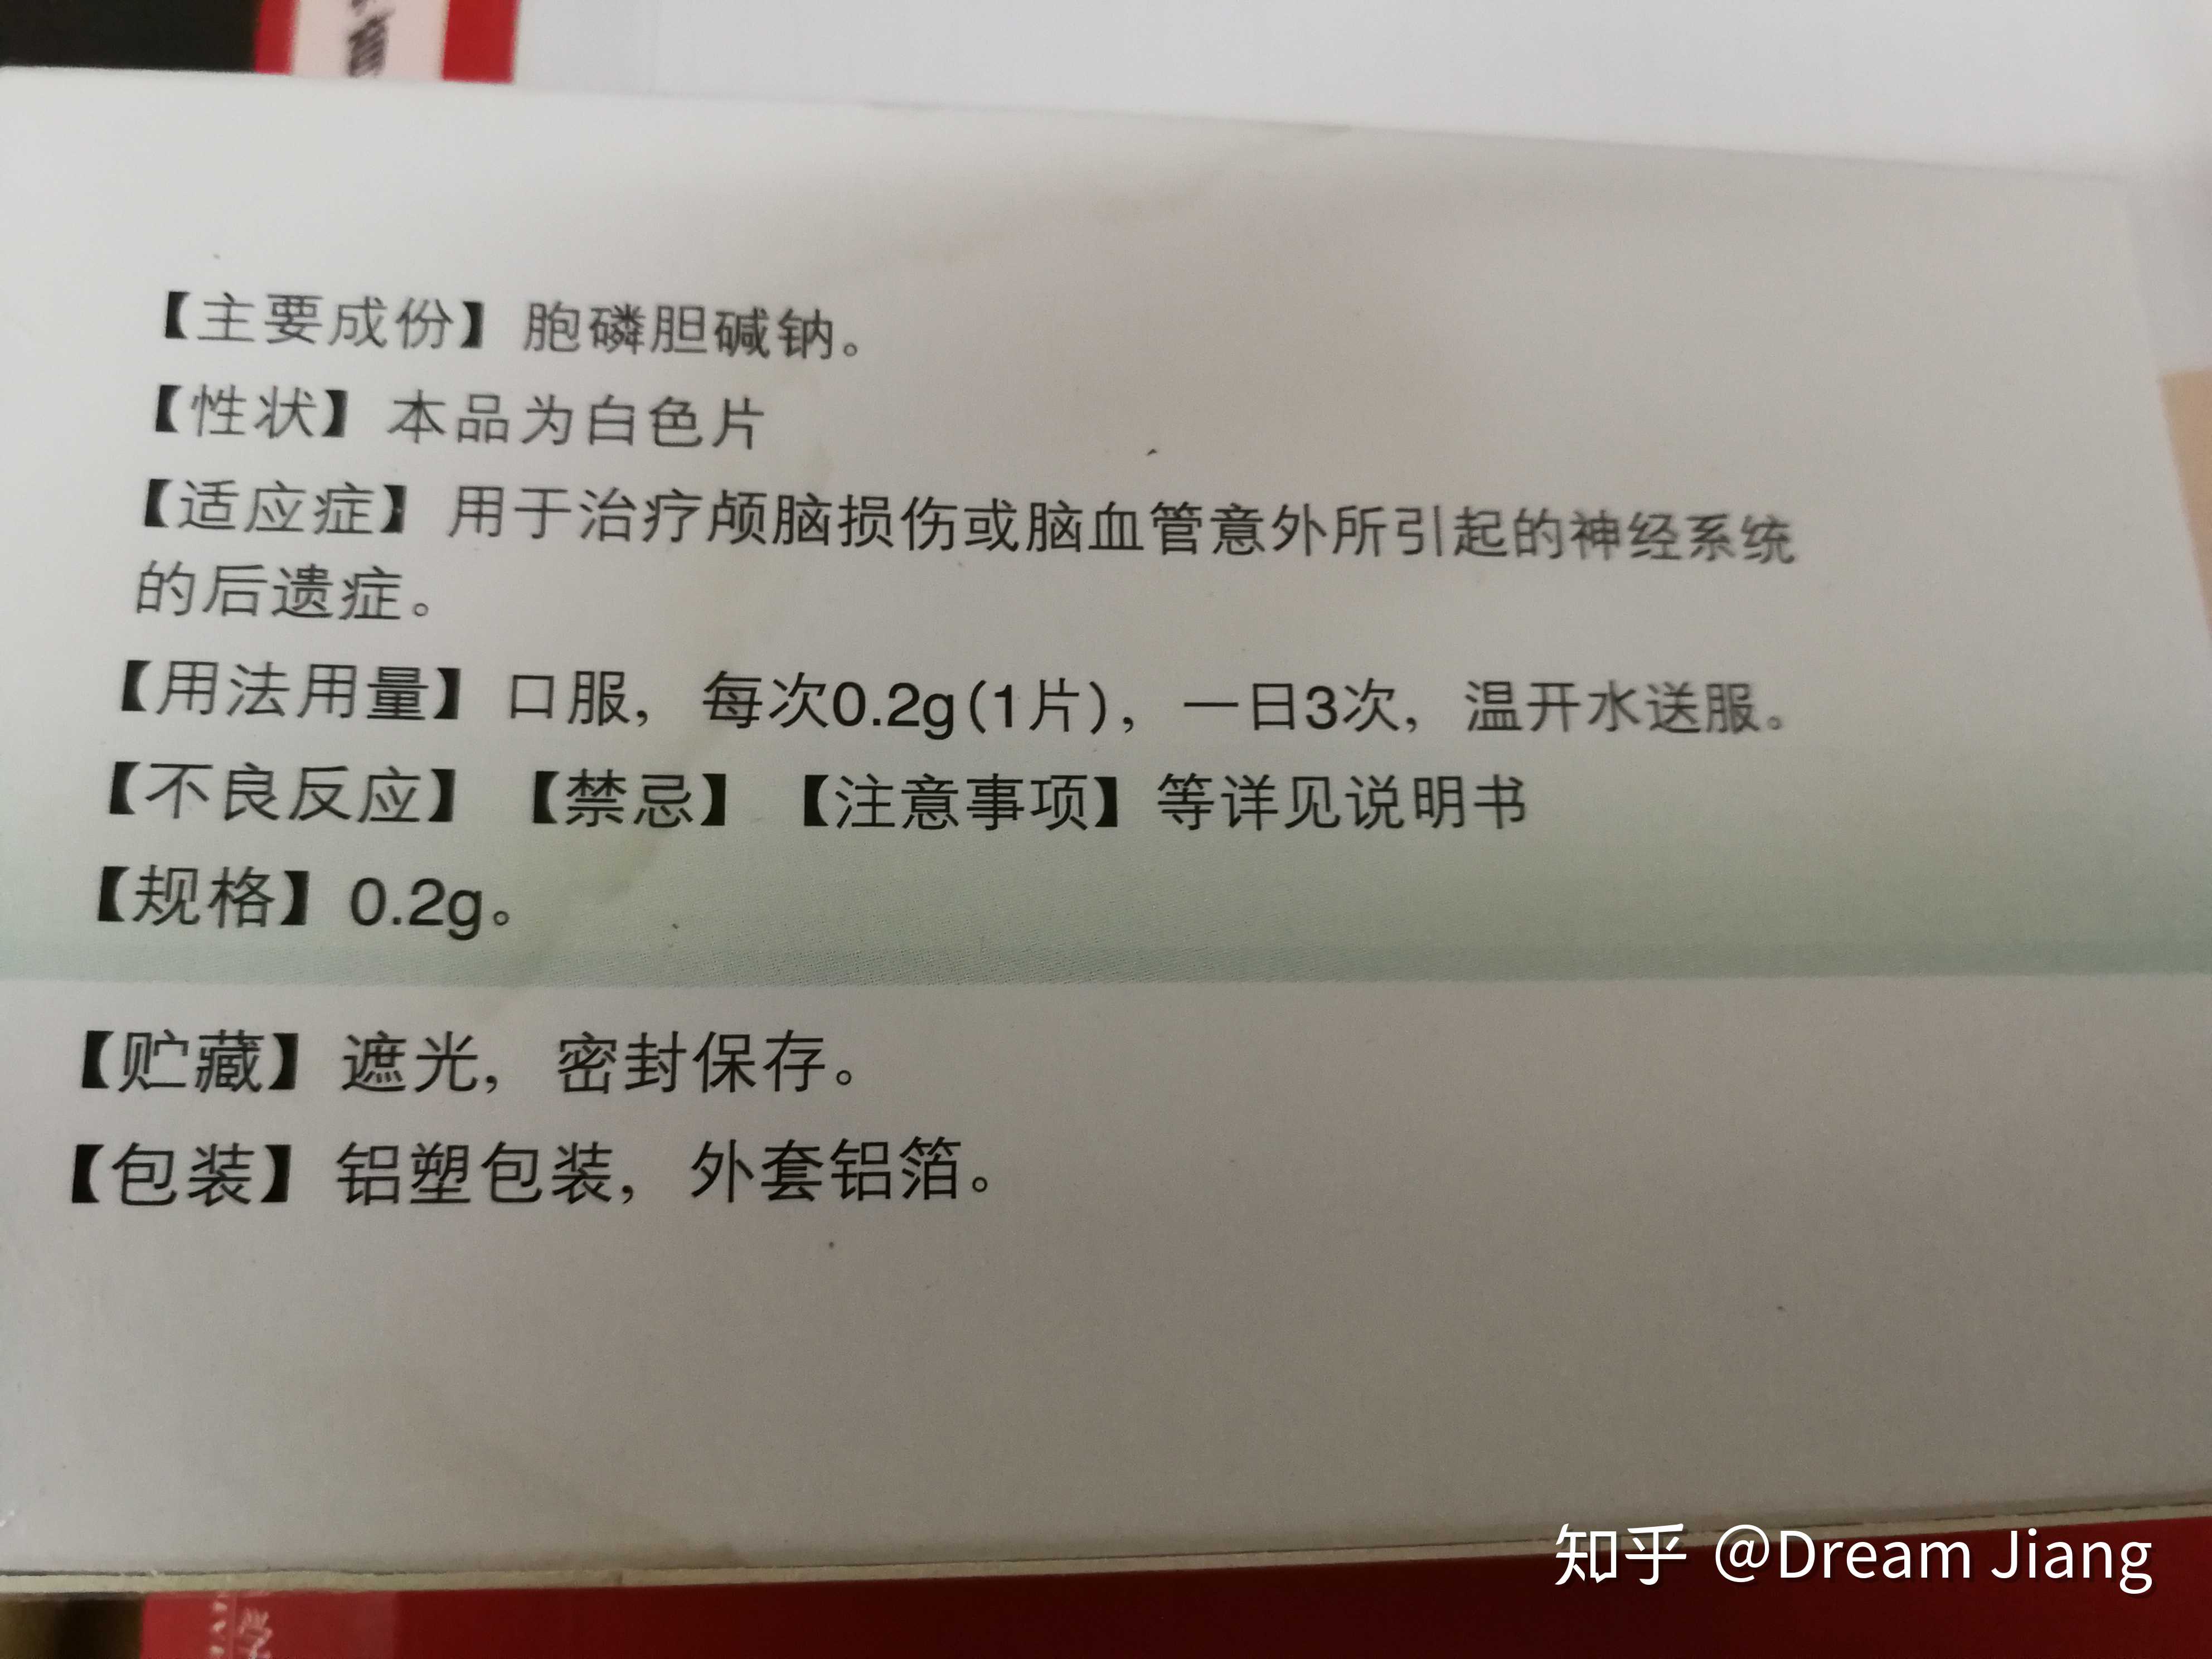 【主要成份】胞磷胆碱钠。
【性状】本品为白色片
【适应症】用于治疗颅脑损伤或脑血管意外所引起的神经系统
的后遗症。
【用法用量】口服，每次0.2g(1片)，一日3次，温开水送服。
【不良反应】【禁忌】【注意事项】等详见说明书
【规格】0.2g。
【贮藏】遮光，密封保存。
【包装】铝塑包装，外套铝箔。
知乎 @Dream Jiang